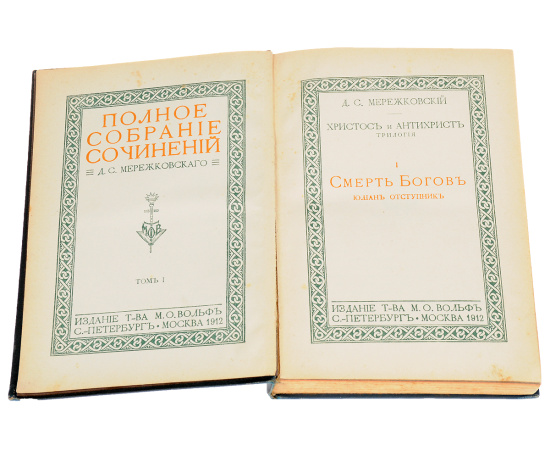 ПОЛНОЕ
СОБРАНІЕ
СОЧИНЕНІЙ
Д. С. МЕРЕЖКОВСКАГО
ТОМЪ I
ИЗДАНІЕ Т-ВА М. О. ВОЛЬФЪ
С.-ПЕТЕРБУРГЪ • МОСКВА 1912
Д. С. МЕРЕЖКОВСКІЙ
ХРИСТОСЪ и АНТИХРИСТЪ
ТРИЛОГІЯ
I
СМЕРТЬ БОГОВЪ
ЮЛІАНЪ ОТСТУПНИКЪ
ИЗДАНІЕ Т-ВА М. О. ВОЛЬФЪ
С.-ПЕТЕРБУРГЪ • МОСКВА 1912